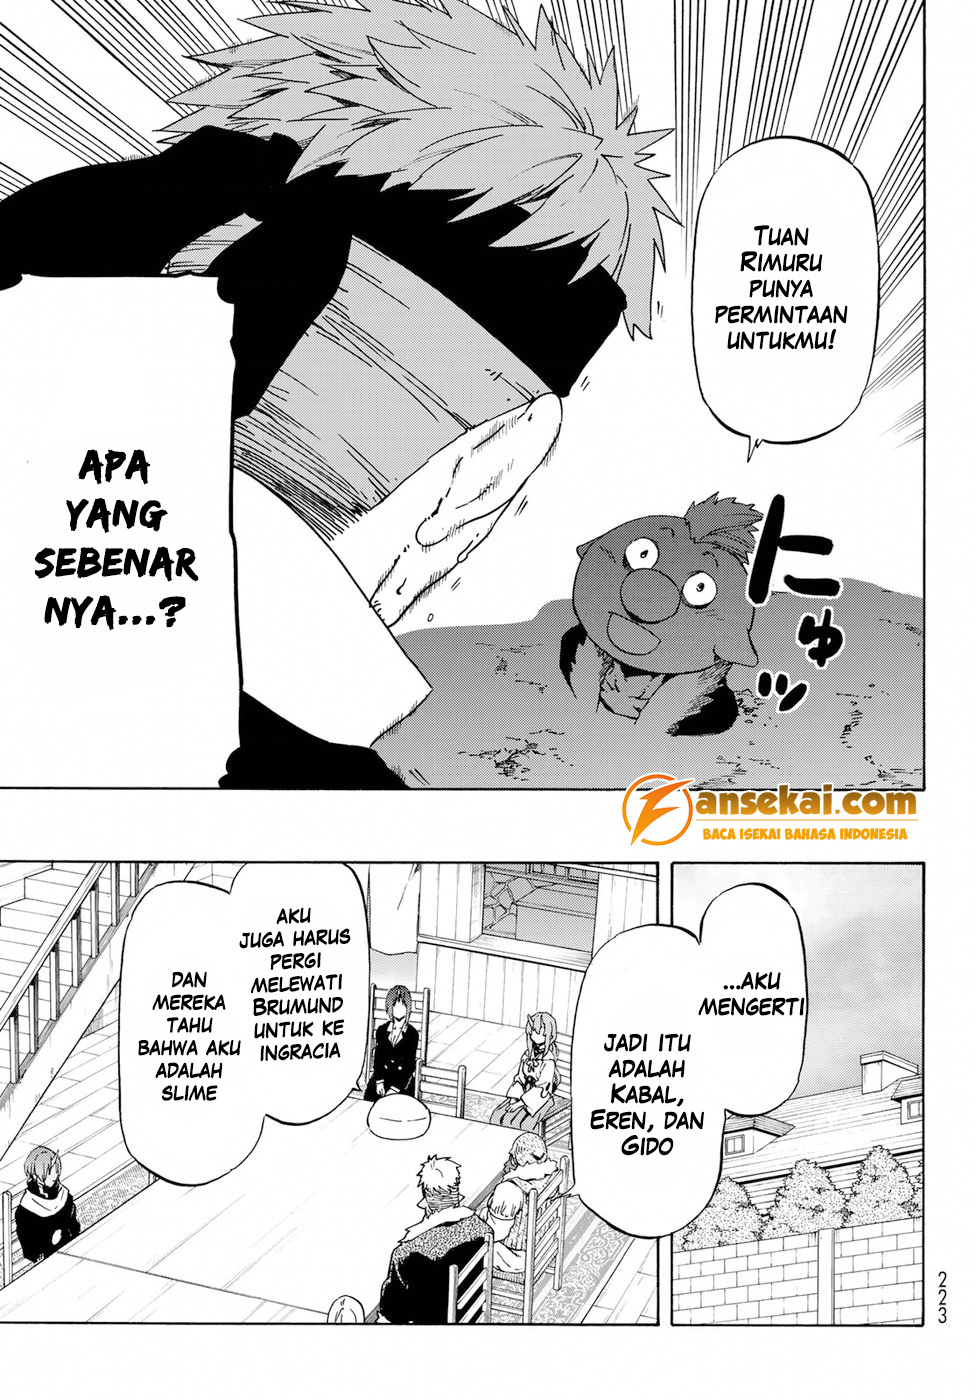 TUAN
RIMURU
PUNYA
PERMINTAAN
UNTUKMU!
APA
YANG
SEBENAR
NYA...?
ニュッ
ansekai.com
BACA ISEKAI BAHASA INDONESIA
...AKU
MENGERTI
JADI ITU
ADALAH
KABAL,
EREN, DAN
GIDO
AKU
JUGA HARUS
PERGI
MELEWATI
BRUMUND
UNTUK KE
INGRACIA
DAN
MEREKA
TAHU
BAHWA AKU
ADALAH
SLIME
223